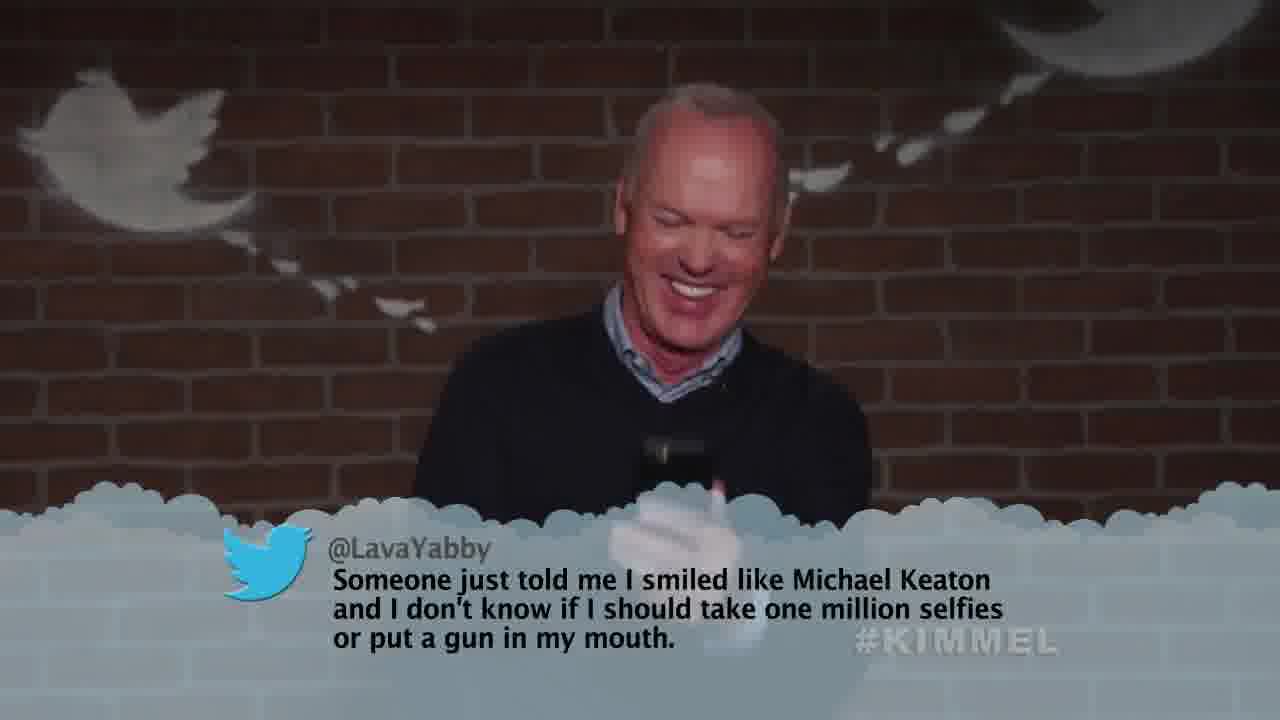 @LavaYabby
Someone just told me I smiled like Michael Keaton
and I don't know if I should take one million selfies
or put a gun in my mouth.
#KIMMEL